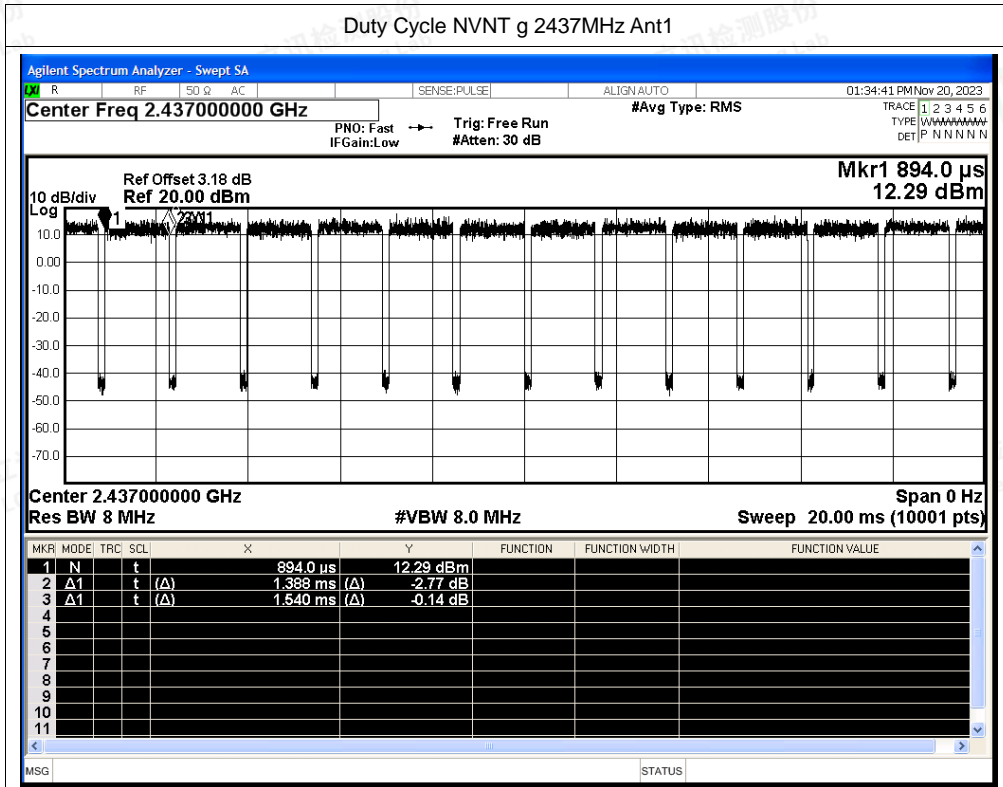 Duty Cycle NVNT g 2437MHz Ant1
Agilent Spectrum Analyzer - Swept SA
LXI R RF 50 Ω AC SENSE:PULSE ALIGN AUTO 01:34:41 PM Nov 20, 2023
Center Freq 2.437000000 GHz #Avg Type: RMS TRACE 1 2 3 4 5 6
PNO: Fast Trig: Free Run TYPE WWWWWW
IFGain:Low #Atten: 30 dB DET P N N N N N
Mkr1 894.0 µs
Ref Offset 3.18 dB
10 dB/div Ref 20.00 dBm 12.29 dBm
Log
1
10.0
0.00
-10.0
-20.0
-30.0
-40.0
-50.0
-60.0
-70.0
Center 2.437000000 GHz Span 0 Hz
Res BW 8 MHz #VBW 8.0 MHz Sweep 20.00 ms (10001 pts)
MKR MODE TRC SCL X Y FUNCTION FUNCTION WIDTH FUNCTION VALUE
1 N t 894.0 µs 12.29 dBm
2 Δ1 t (Δ) 1.388 ms (Δ) -2.77 dB
3 Δ1 t (Δ) 1.540 ms (Δ) -0.14 dB
4
5
6
7
8
9
10
11
MSG STATUS